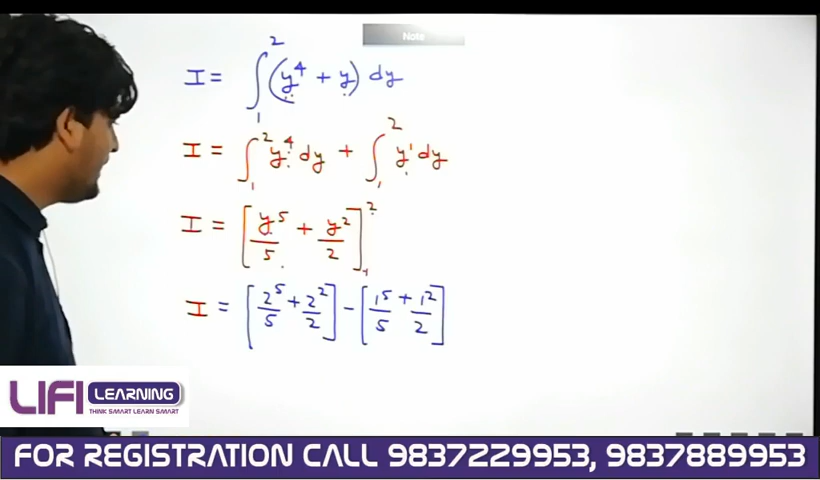 Note
I = ∫₁² (y⁴ + y) dy
I = ∫₁² y⁴ dy + ∫₁² y¹ dy
I = [y⁵/5 + y²/2]₁²
I = [2⁵/5 + 2²/2] − [1⁵/5 + 1²/2]
LIFI LEARNING
THINK SMART LEARN SMART
FOR REGISTRATION CALL 9837229953, 9837889953